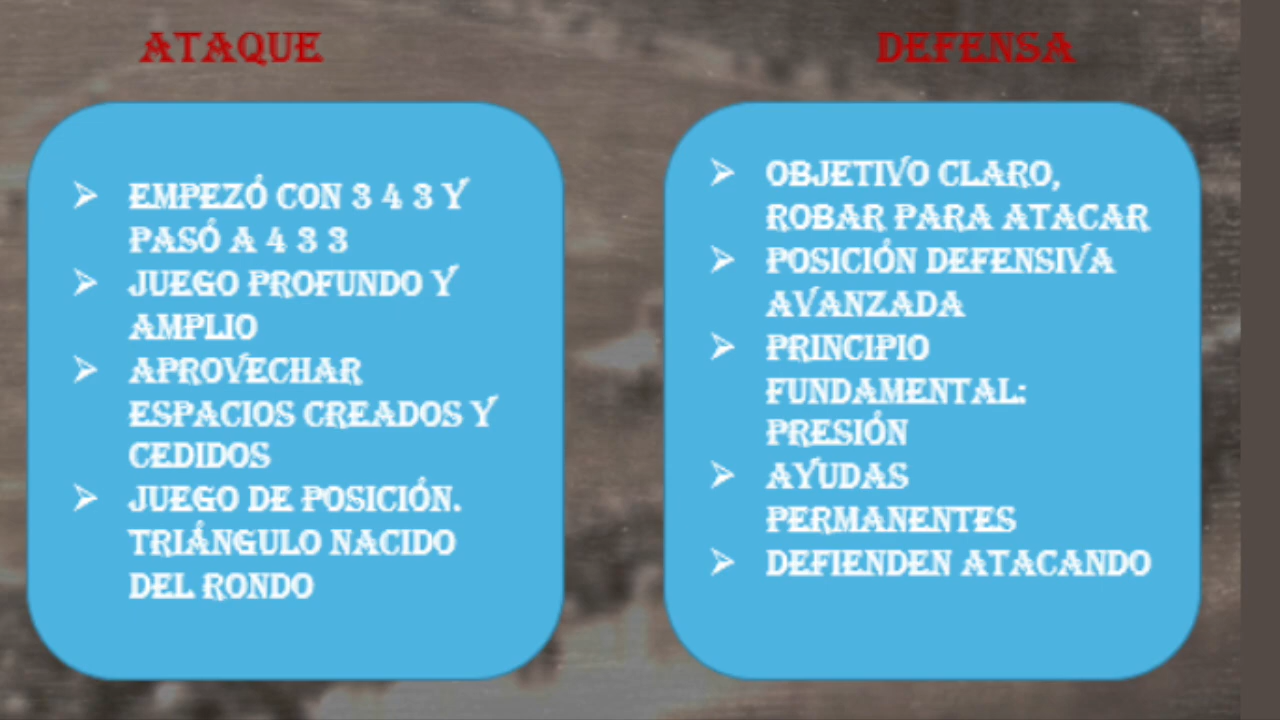 ATAQUE
EMPEZÓ CON 3 4 3 Y
PASÓ A 4 3 3
JUEGO PROFUNDO Y
AMPLIO
APROVECHAR
ESPACIOS CREADOS Y
CEDIDOS
JUEGO DE POSICIÓN.
TRIÁNGULO NACIDO
DEL RONDO
DEFENSA
OBJETIVO CLARO,
ROBAR PARA ATACAR
POSICIÓN DEFENSIVA
AVANZADA
PRINCIPIO
FUNDAMENTAL:
PRESIÓN
AYUDAS
PERMANENTES
DEFIENDEN ATACANDO